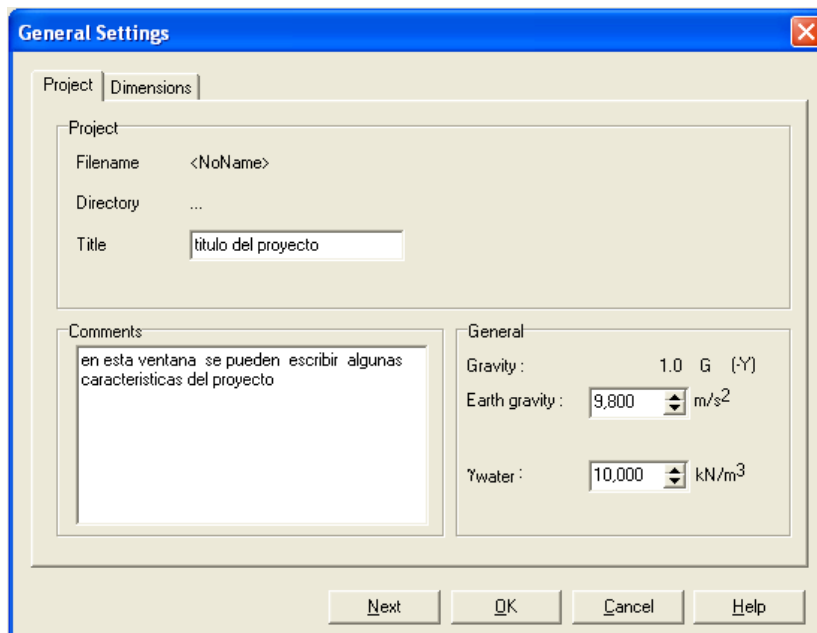 General Settings
Project Dimensions
Project
Filename <NoName>
Directory ...
Title titulo del proyecto
Comments
en esta ventana se pueden escribir algunas
caracteristicas del proyecto
General
Gravity : 1.0 G (-Y)
Earth gravity : 9,800 m/s2
γwater : 10,000 kN/m3
Next OK Cancel Help